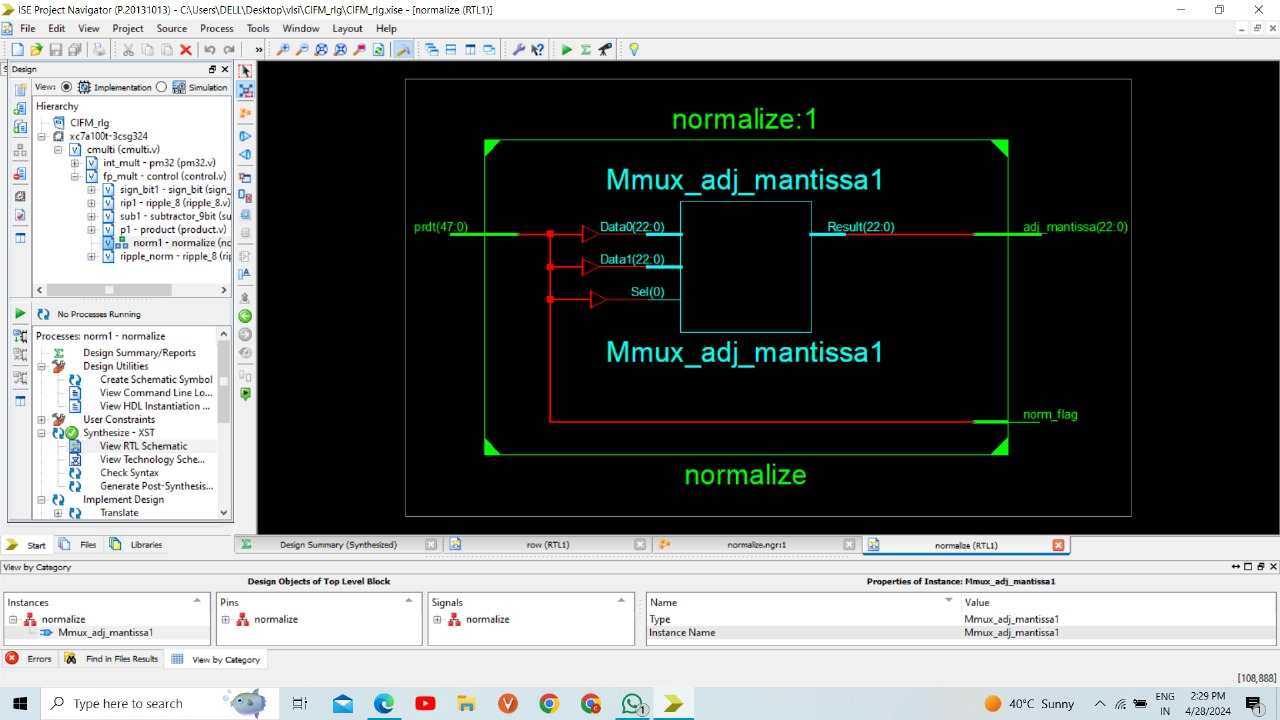 ISE Project Navigator (P.20131013) - C:\Users\DELL\Desktop\vlsi\CIFM_rlg\CIFM_rlg.xise - [normalize (RTL1)]
File Edit View Project Source Process Tools Window Layout Help
Design
View: Implementation Simulation
Hierarchy
CIFM_rlg
xc7a100t-3csg324
cmulti (cmulti.v)
int_mult - pm32 (pm32.v)
fp_mult - control (control.v)
sign_bit1 - sign_bit (sign_
rip1 - ripple_8 (ripple_8.v)
sub1 - subtractor_9bit (su
p1 - product (product.v)
norm1 - normalize (nc
ripple_norm - ripple_8 (rip
No Processes Running
Processes: norm1 - normalize
Design Summary/Reports
Design Utilities
Create Schematic Symbol
View Command Line Lo...
View HDL Instantiation ...
User Constraints
Synthesize - XST
View RTL Schematic
View Technology Sche...
Check Syntax
Generate Post-Synthesis...
Implement Design
Translate
Start Files Libraries
normalize:1
Mmux_adj_mantissa1
prdt(47:0) Data0(22:0) Result(22:0) adj_mantissa(22:0)
Data1(22:0)
Sel(0)
Mmux_adj_mantissa1
norm_flag
normalize
Design Summary (Synthesized) row (RTL1) normalize.ngr:1 normalize (RTL1)
View by Category
Design Objects of Top Level Block Properties of Instance: Mmux_adj_mantissa1
Instances Pins Signals Name Value
normalize normalize normalize Type Mmux_adj_mantissa1
Mmux_adj_mantissa1 Instance Name Mmux_adj_mantissa1
Errors Find in Files Results View by Category
[108,888]
Type here to search 1 40°C Sunny ENG IN 2:29 PM 4/28/2024 1